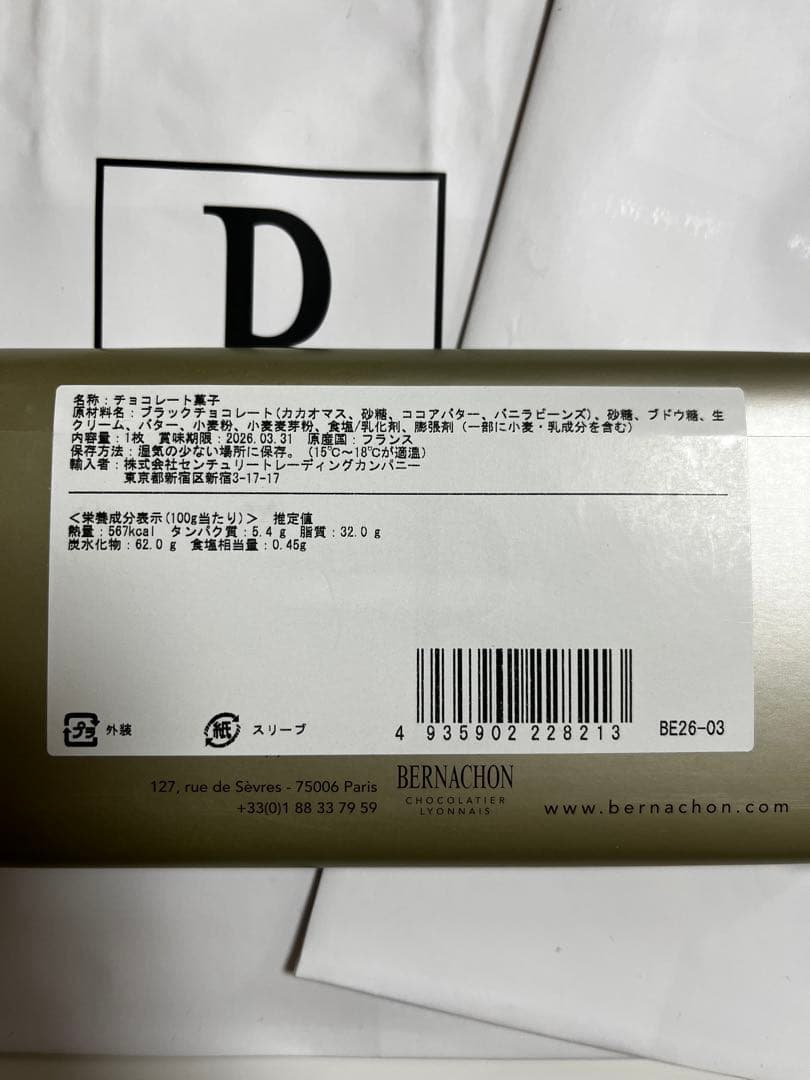 B
名称：チョコレート菓子
原材料名：ブラックチョコレート(カカオマス、砂糖、ココアバター、バニラビーンズ)、砂糖、ブドウ糖、生
クリーム、バター、小麦粉、小麦麦芽粉、食塩/乳化剤、膨張剤（一部に小麦・乳成分を含む）
内容量：1枚　賞味期限：2026.03.31　原産国：フランス
保存方法：湿気の少ない場所に保存。（15℃～18℃が適温）
輸入者：株式会社センチュリートレーディングカンパニー
東京都新宿区新宿3-17-17
＜栄養成分表示(100g当たり)＞　推定値
熱量：567kcal　タンパク質：5.4 g　脂質：32.0 g
炭水化物：62.0 g　食塩相当量：0.45g
プラ 外装 紙 スリーブ
4 935902 228213 BE26-03
127, rue de Sèvres - 75006 Paris
+33(0)1 88 33 79 59
BERNACHON
CHOCOLATIER
LYONNAIS
www.bernachon.com